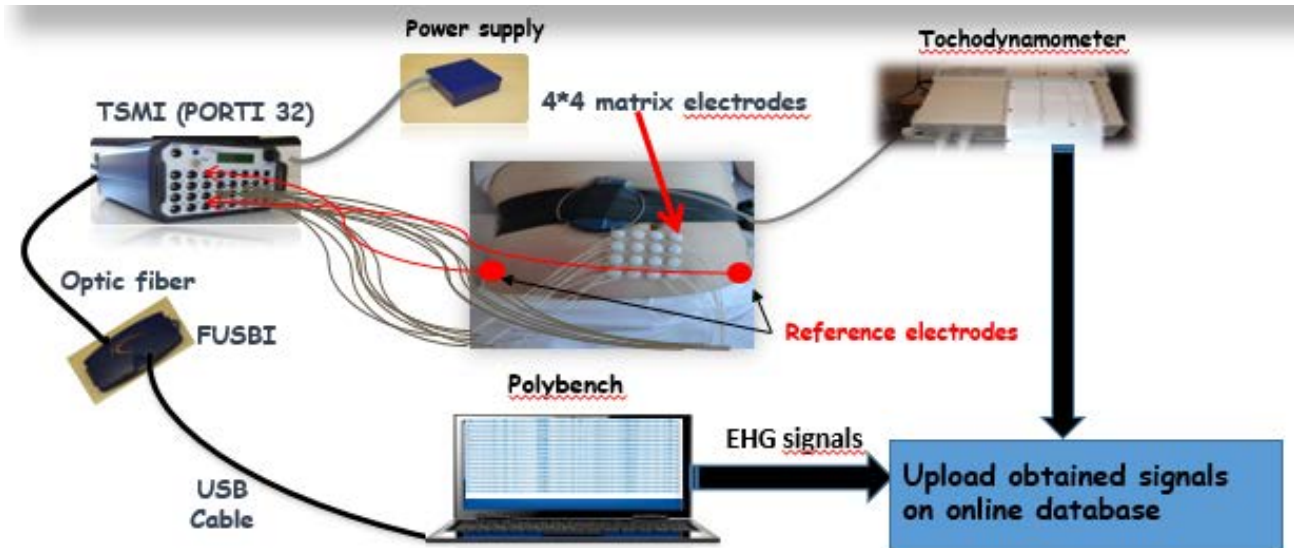 Power supply
Tochodynamometer
TSMI (PORTI 32)
4*4 matrix electrodes
Optic fiber
FUSBI
Reference electrodes
Polybench
EHG signals
USB
Cable
Upload obtained signals
on online database